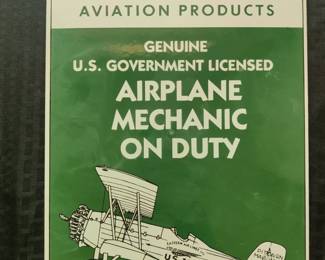 AVIATION PRODUCTS
GENUINE
U.S. GOVERNMENT LICENSED
AIRPLANE
MECHANIC
ON DUTY
U.S.